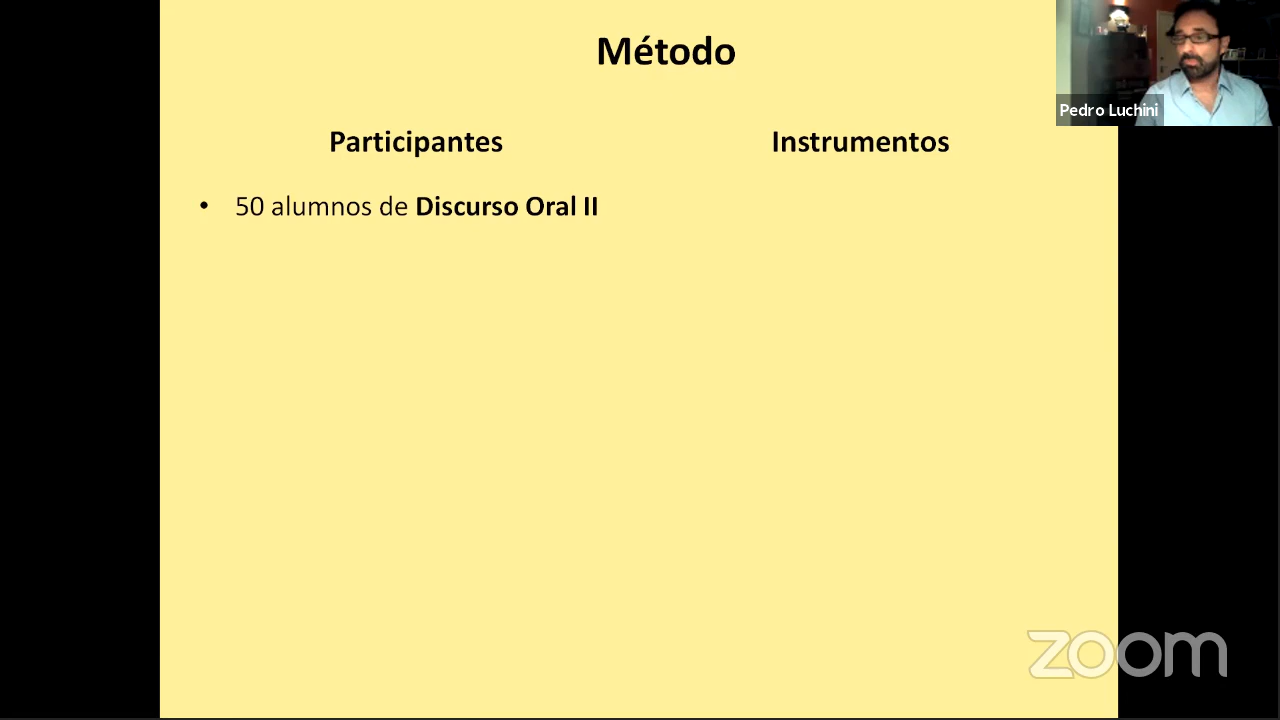 Método
Pedro Luchini
Participantes
Instrumentos
• 50 alumnos de Discurso Oral II
zoom